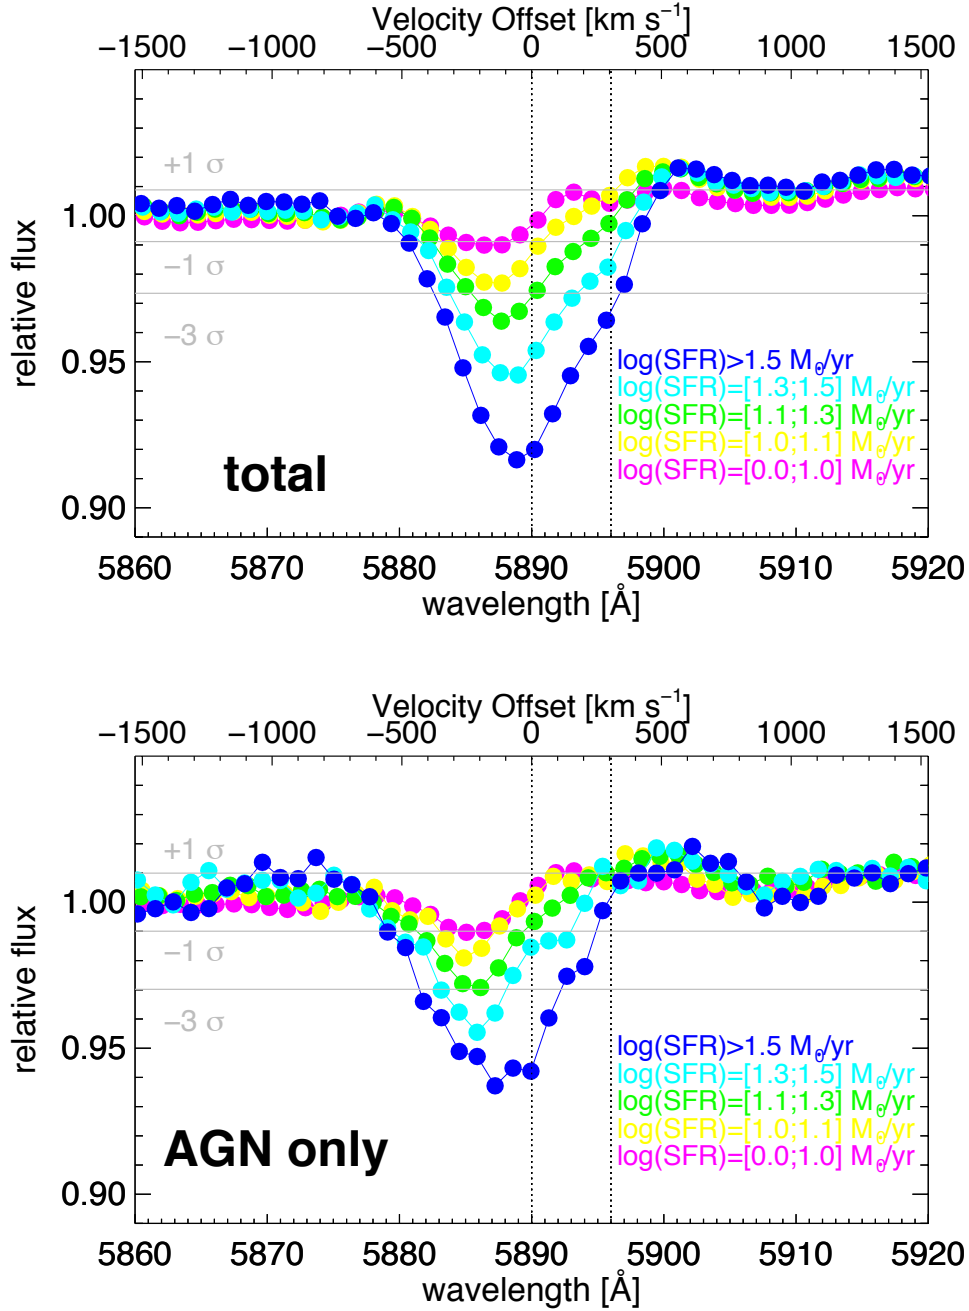 Velocity Offset [km s⁻¹]
−1500 −1000 −500 0 500 1000 1500
+1 σ
1.00
−1 σ
−3 σ
0.95
0.90
relative flux
log(SFR)>1.5 M⊙/yr
log(SFR)=[1.3;1.5] M⊙/yr
log(SFR)=[1.1;1.3] M⊙/yr
log(SFR)=[1.0;1.1] M⊙/yr
log(SFR)=[0.0;1.0] M⊙/yr
total
5860 5870 5880 5890 5900 5910 5920
wavelength [Å]
Velocity Offset [km s⁻¹]
−1500 −1000 −500 0 500 1000 1500
+1 σ
1.00
−1 σ
−3 σ
0.95
0.90
relative flux
log(SFR)>1.5 M⊙/yr
log(SFR)=[1.3;1.5] M⊙/yr
log(SFR)=[1.1;1.3] M⊙/yr
log(SFR)=[1.0;1.1] M⊙/yr
log(SFR)=[0.0;1.0] M⊙/yr
AGN only
5860 5870 5880 5890 5900 5910 5920
wavelength [Å]